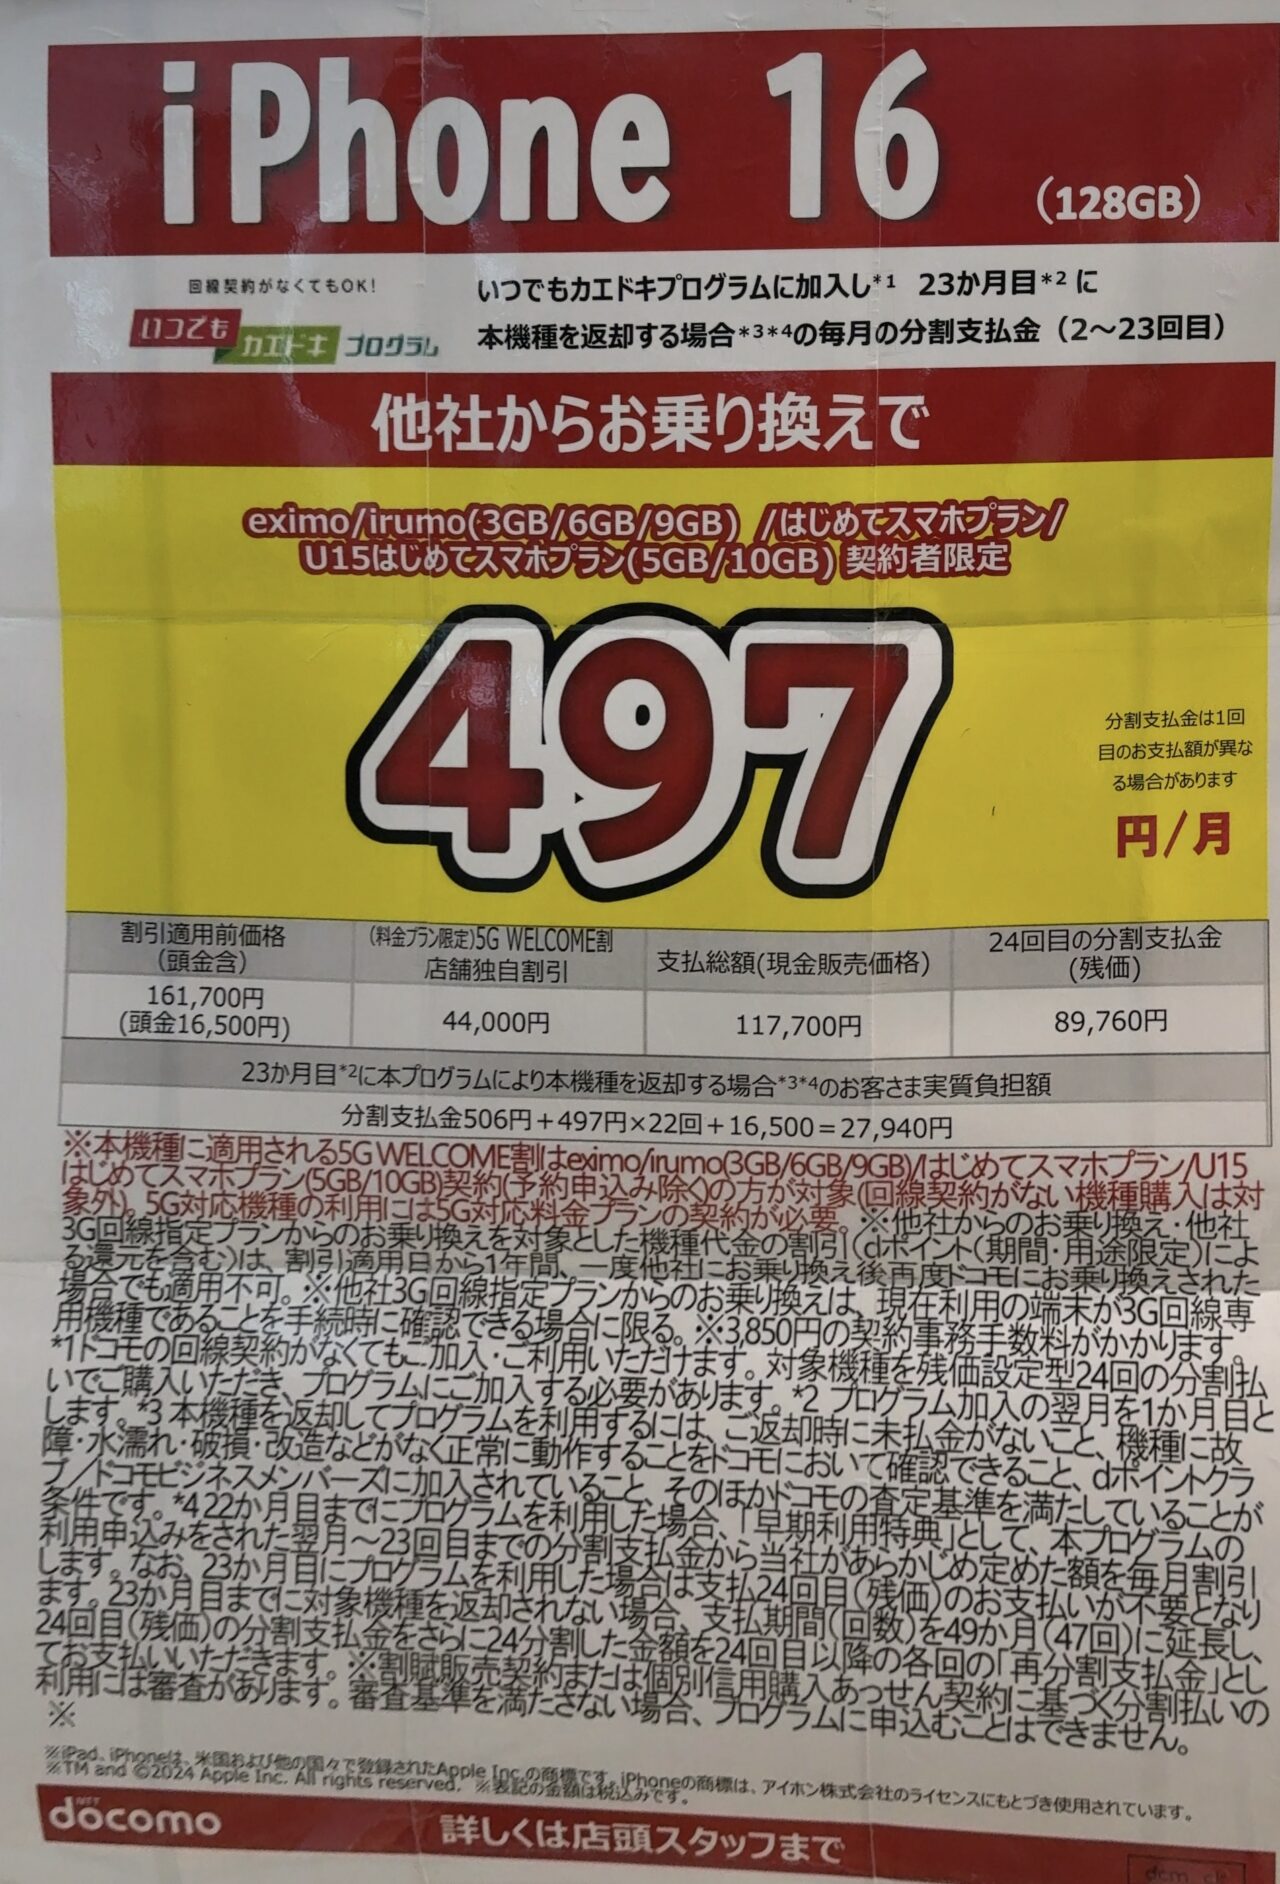 iPhone 16 (128GB)
回線契約がなくてもOK!
いつでもカエドキプログラム
いつでもカエドキプログラムに加入し*1 23か月目*2に
本機種を返却する場合*3*4の毎月の分割支払金（2～23回目）
他社からお乗り換えで
eximo/irumo(3GB/6GB/9GB) /はじめてスマホプラン/
U15はじめてスマホプラン(5GB/10GB) 契約者限定
497
分割支払金は1回
目のお支払額が異な
る場合があります
円/月
割引適用前価格
(頭金含)
(料金プラン限定)5G WELCOME割
店舗独自割引
支払総額(現金販売価格)
24回目の分割支払金
(残価)
161,700円
(頭金16,500円)
44,000円
117,700円
89,760円
23か月目*2に本プログラムにより本機種を返却する場合*3*4のお客さま実質負担額
分割支払金506円＋497円×22回＋16,500＝27,940円
※本機種に適用される5G WELCOME割はeximo/irumo(3GB/6GB/9GB)/はじめてスマホプラン/U15
はじめてスマホプラン(5GB/10GB)契約(予約申込み除く)の方が対象(回線契約がない機種購入は対
象外)。5G対応機種の利用には5G対応料金プランの契約が必要。※他社からのお乗り換え・他社
3G回線指定プランからのお乗り換えを対象とした機種代金の割引(dポイント(期間・用途限定)によ
る還元を含む)は、割引適用日から1年間、一度他社にお乗り換え後再度ドコモにお乗り換えされた
場合でも適用不可。※他社3G回線指定プランからのお乗り換えは、現在利用の端末が3G回線専
用機種であることを手続時に確認できる場合に限る。※3,850円の契約事務手数料がかかります。
*1ドコモの回線契約がなくてもご加入・ご利用いただけます。対象機種を残価設定型24回の分割払
いでご購入いただき、プログラムにご加入する必要があります。*2 プログラム加入の翌月を1か月目と
します。*3 本機種を返却してプログラムを利用するには、ご返却時に未払金がないこと、機種に故
障・水濡れ・破損・改造などがなく正常に動作することをドコモにおいて確認できること、dポイントクラ
ブ／ドコモビジネスメンバーズに加入されていること、そのほかドコモの査定基準を満たしていることが
条件です。*4 22か月目までにプログラムを利用した場合、「早期利用特典」として、本プログラムの
利用申込みをされた翌月～23回目までの分割支払金から当社があらかじめ定めた額を毎月割引
します。なお、23か月目にプログラムを利用した場合は支払24回目(残価)のお支払いが不要となり
ます。23か月目までに対象機種を返却されない場合、支払期間(回数)を49か月(47回)に延長し、
24回目(残価)の分割支払金をさらに24分割した金額を24回目以降の各回の「再分割支払金」とし
てお支払いいただきます。※割賦販売契約または個別信用購入あっせん契約に基づく分割払いの
利用には審査があります。審査基準を満たさない場合、プログラムに申込むことはできません。
※
※iPad、iPhoneは、米国および他の国々で登録されたApple Inc.の商標です。iPhoneの商標は、アイホン株式会社のライセンスにもとづき使用されています。
※TM and ©2024 Apple Inc. All rights reserved. ※表記の金額は税込みです。
NTT
docomo
詳しくは店頭スタッフまで